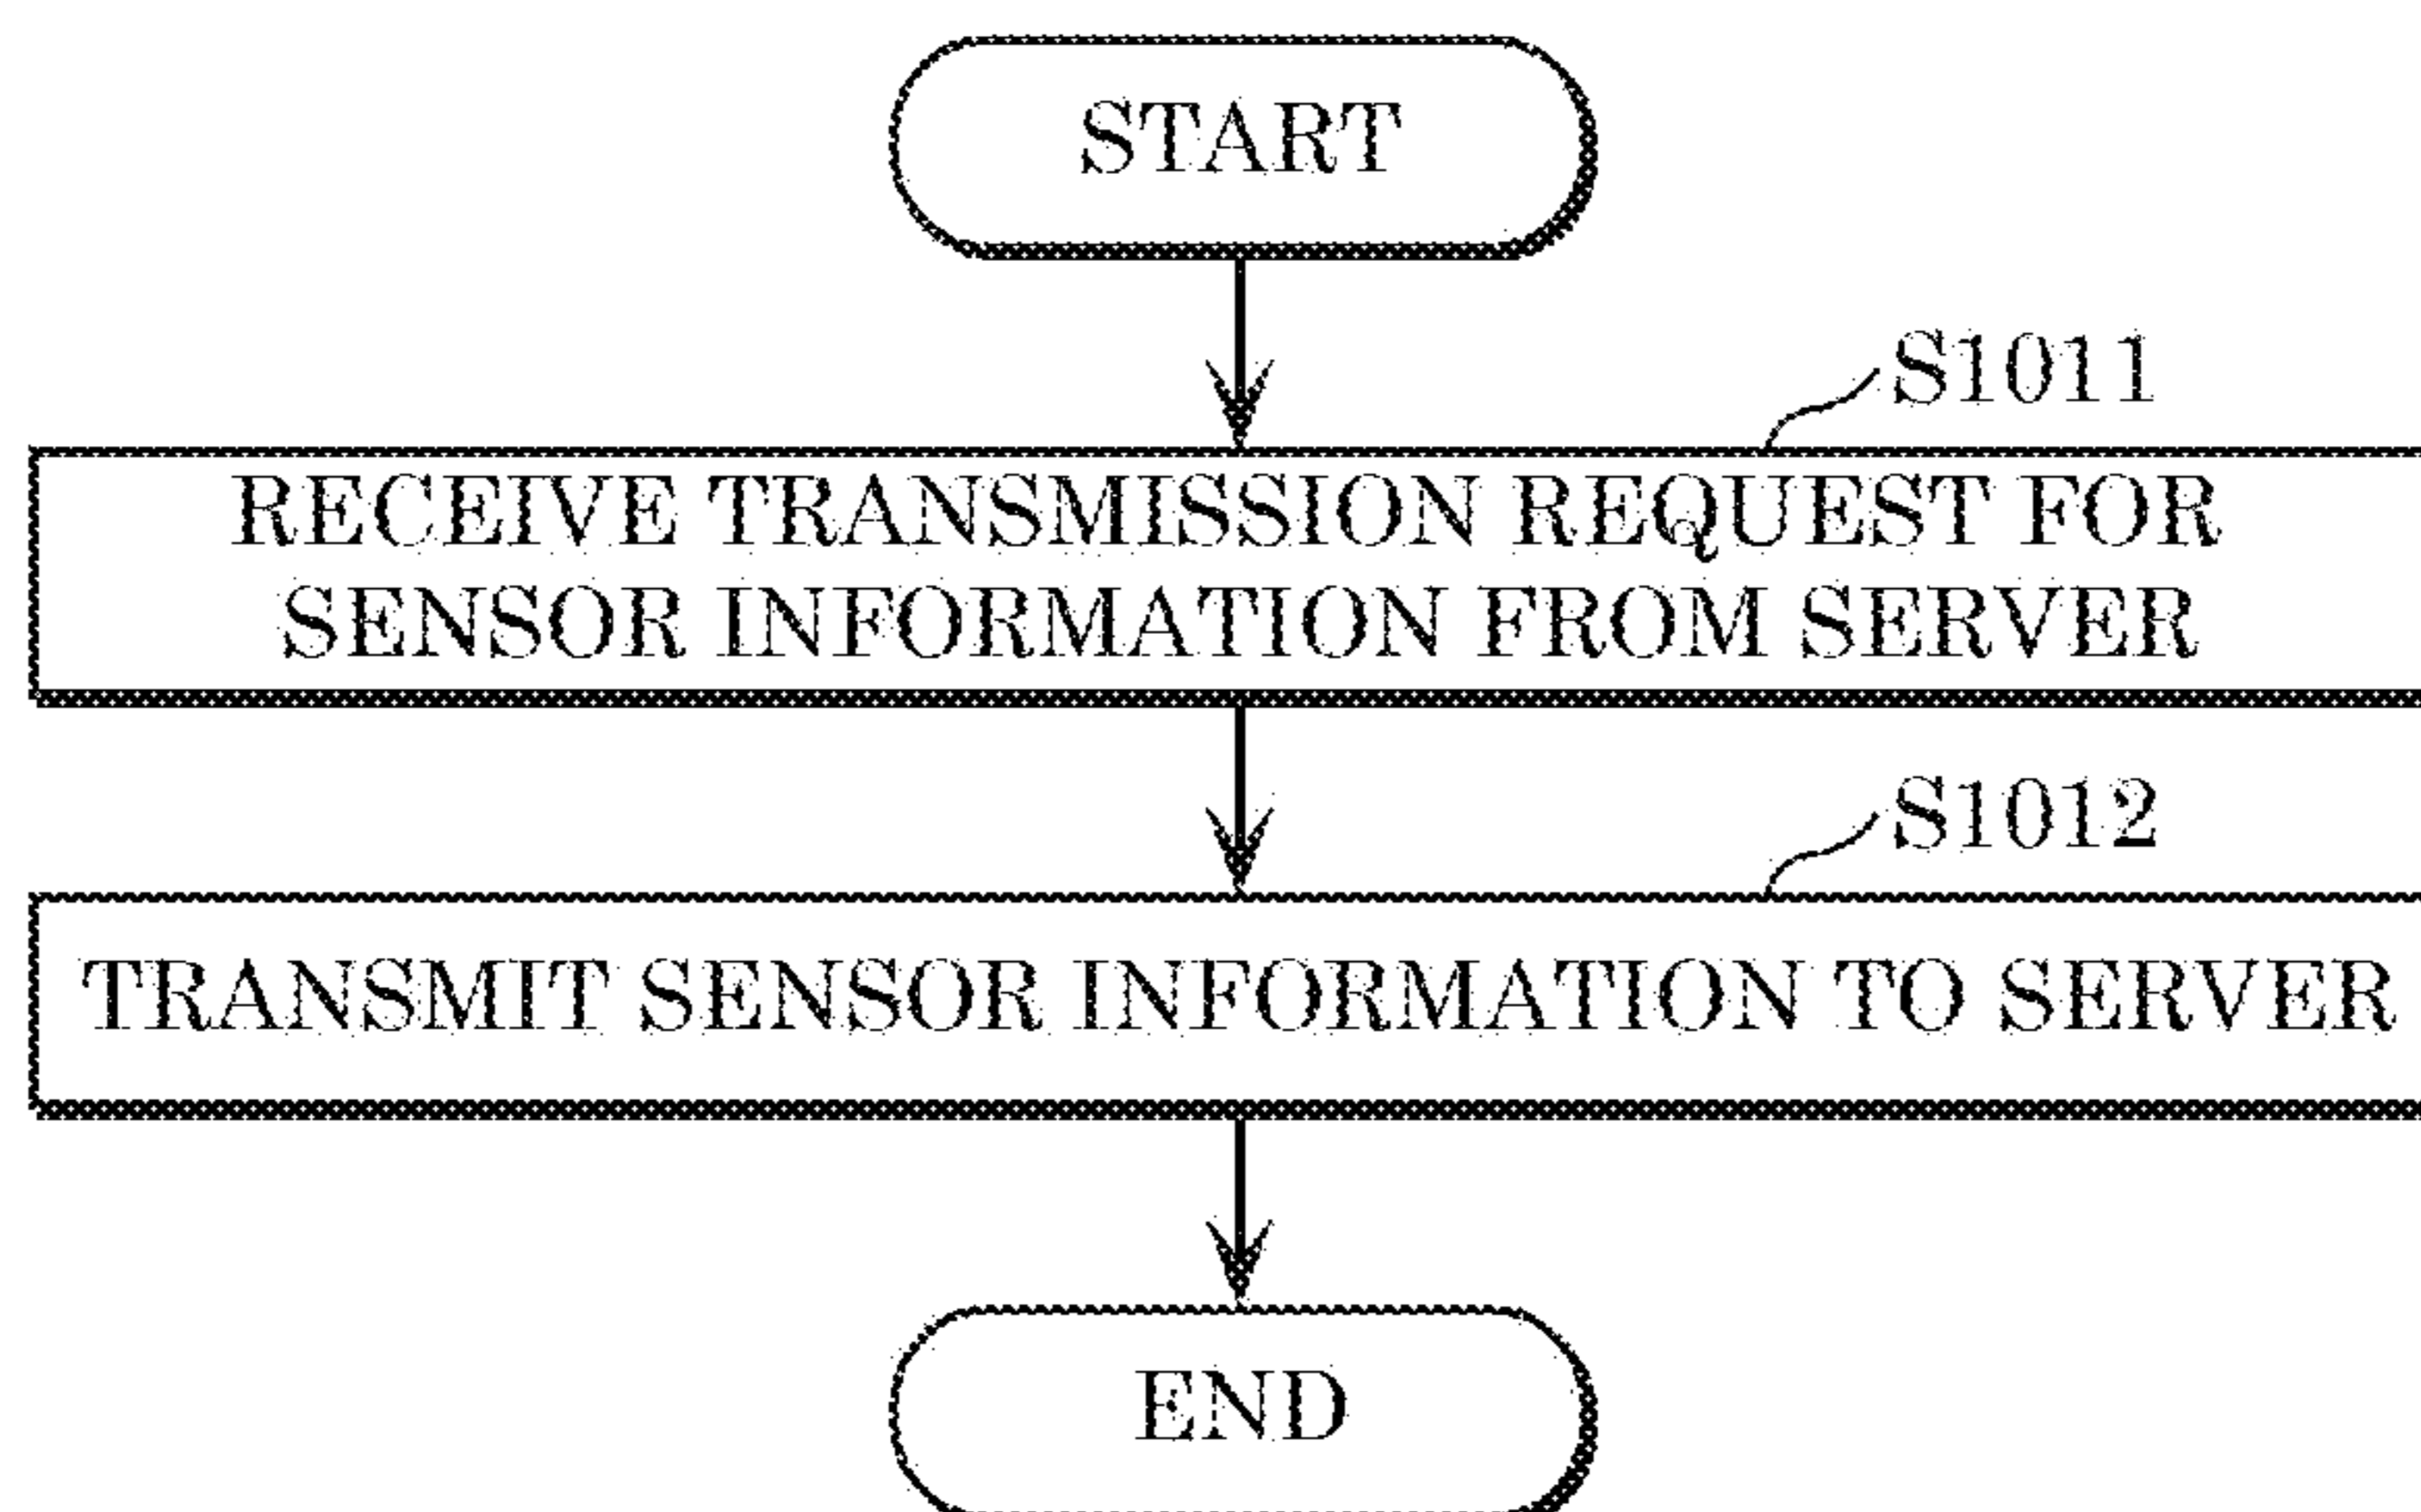 START
S1011
RECEIVE TRANSMISSION REQUEST FOR
SENSOR INFORMATION FROM SERVER
S1012
TRANSMIT SENSOR INFORMATION TO SERVER
END